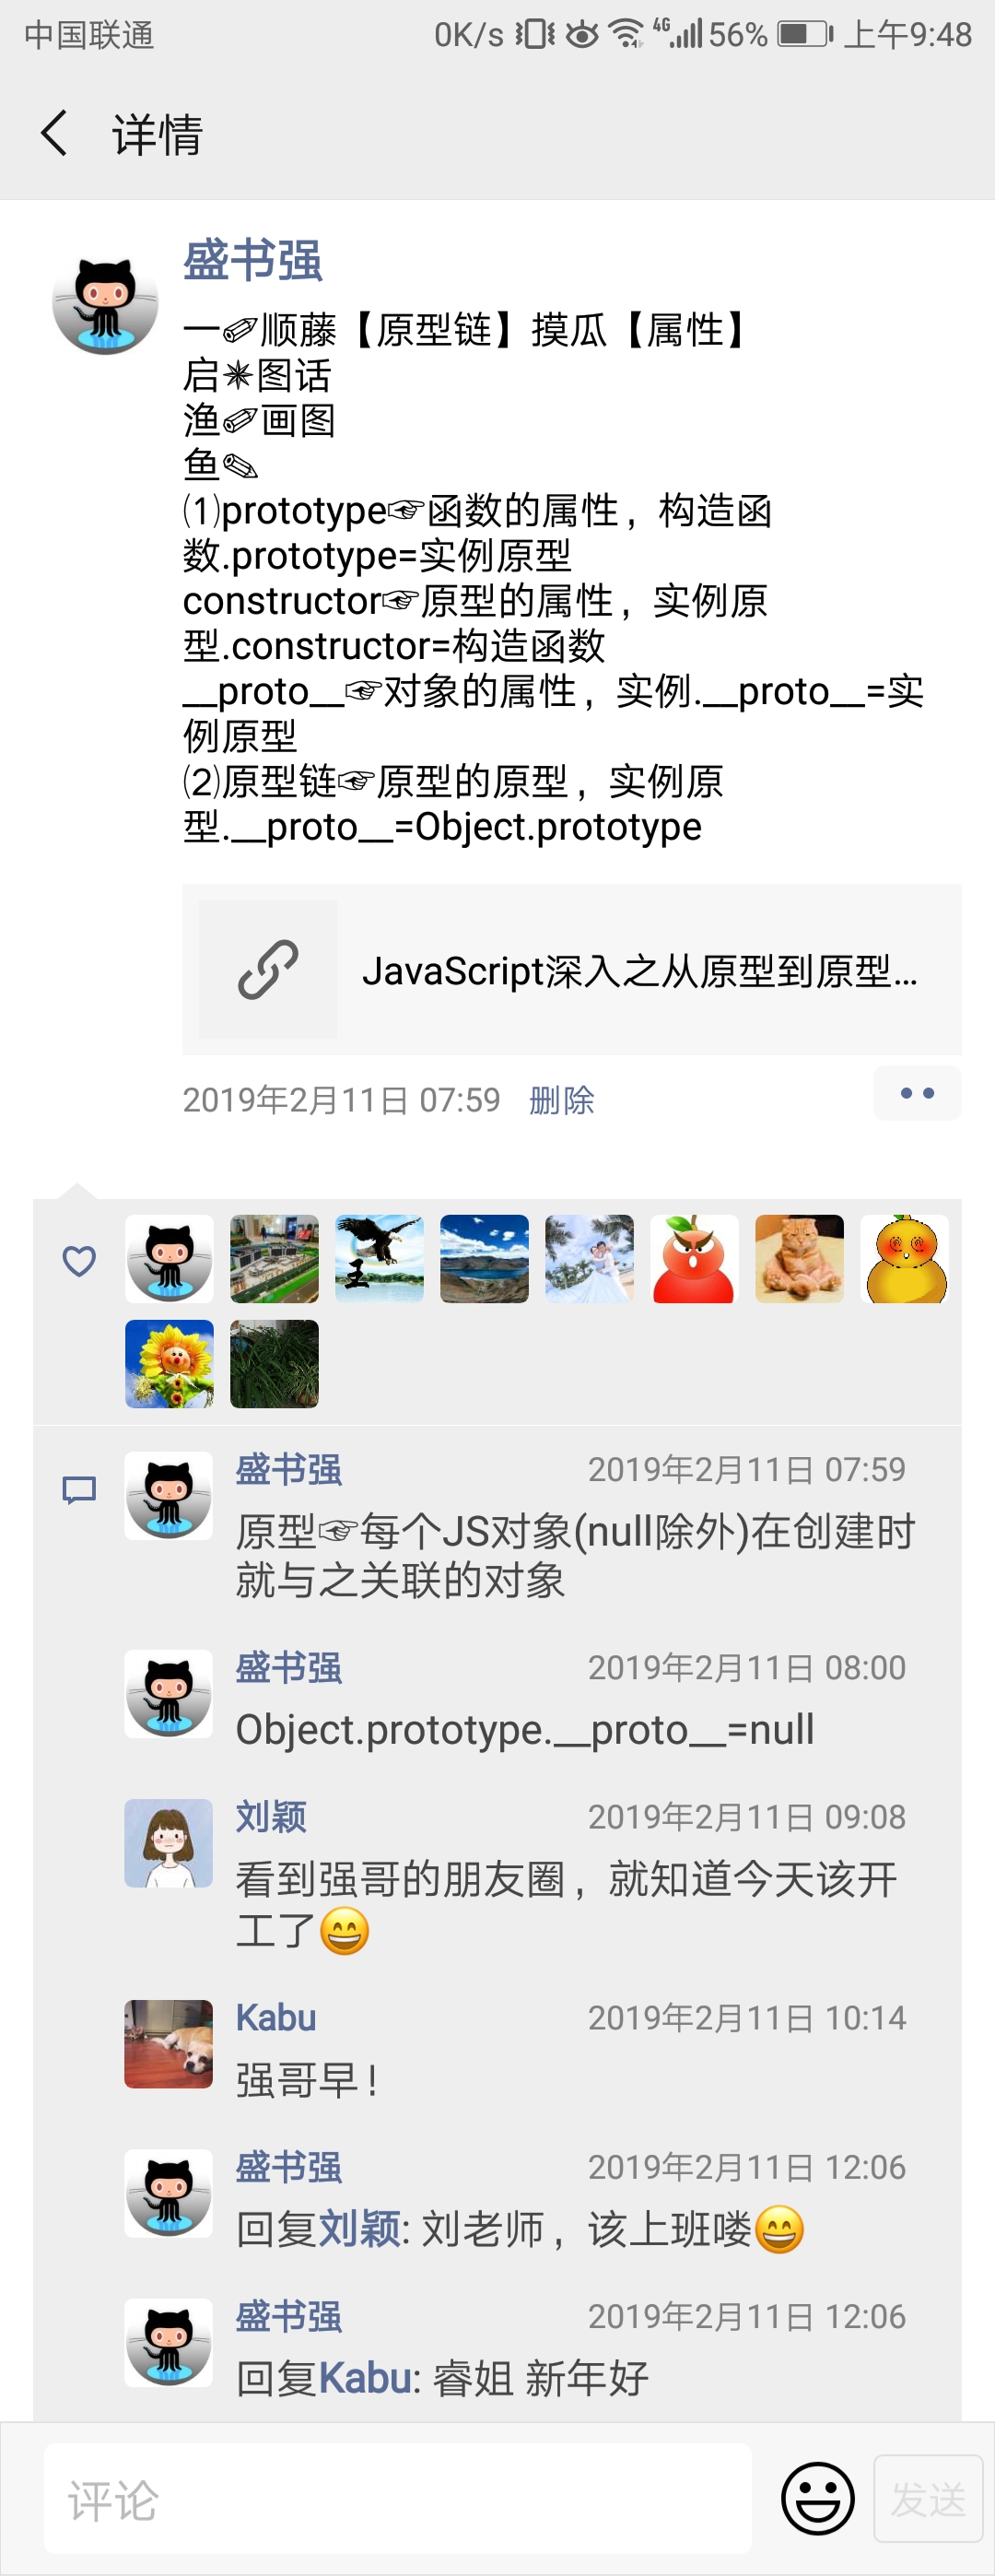 中国联通
0K/s 4G 56% 上午9:48
详情
盛书强
一✐顺藤【原型链】摸瓜【属性】
启✴图话
渔✐画图
鱼✎
⑴prototype☞函数的属性，构造函
数.prototype=实例原型
constructor☞原型的属性，实例原
型.constructor=构造函数
__proto__☞对象的属性，实例.__proto__=实
例原型
⑵原型链☞原型的原型，实例原
型.__proto__=Object.prototype
JavaScript深入之从原型到原型...
2019年2月11日 07:59 删除
王
盛书强 2019年2月11日 07:59
原型☞每个JS对象(null除外)在创建时
就与之关联的对象
盛书强 2019年2月11日 08:00
Object.prototype.__proto__=null
刘颖 2019年2月11日 09:08
看到强哥的朋友圈，就知道今天该开
工了😄
Kabu 2019年2月11日 10:14
强哥早！
盛书强 2019年2月11日 12:06
回复刘颖: 刘老师，该上班喽😄
盛书强 2019年2月11日 12:06
回复Kabu: 睿姐 新年好
评论
发送